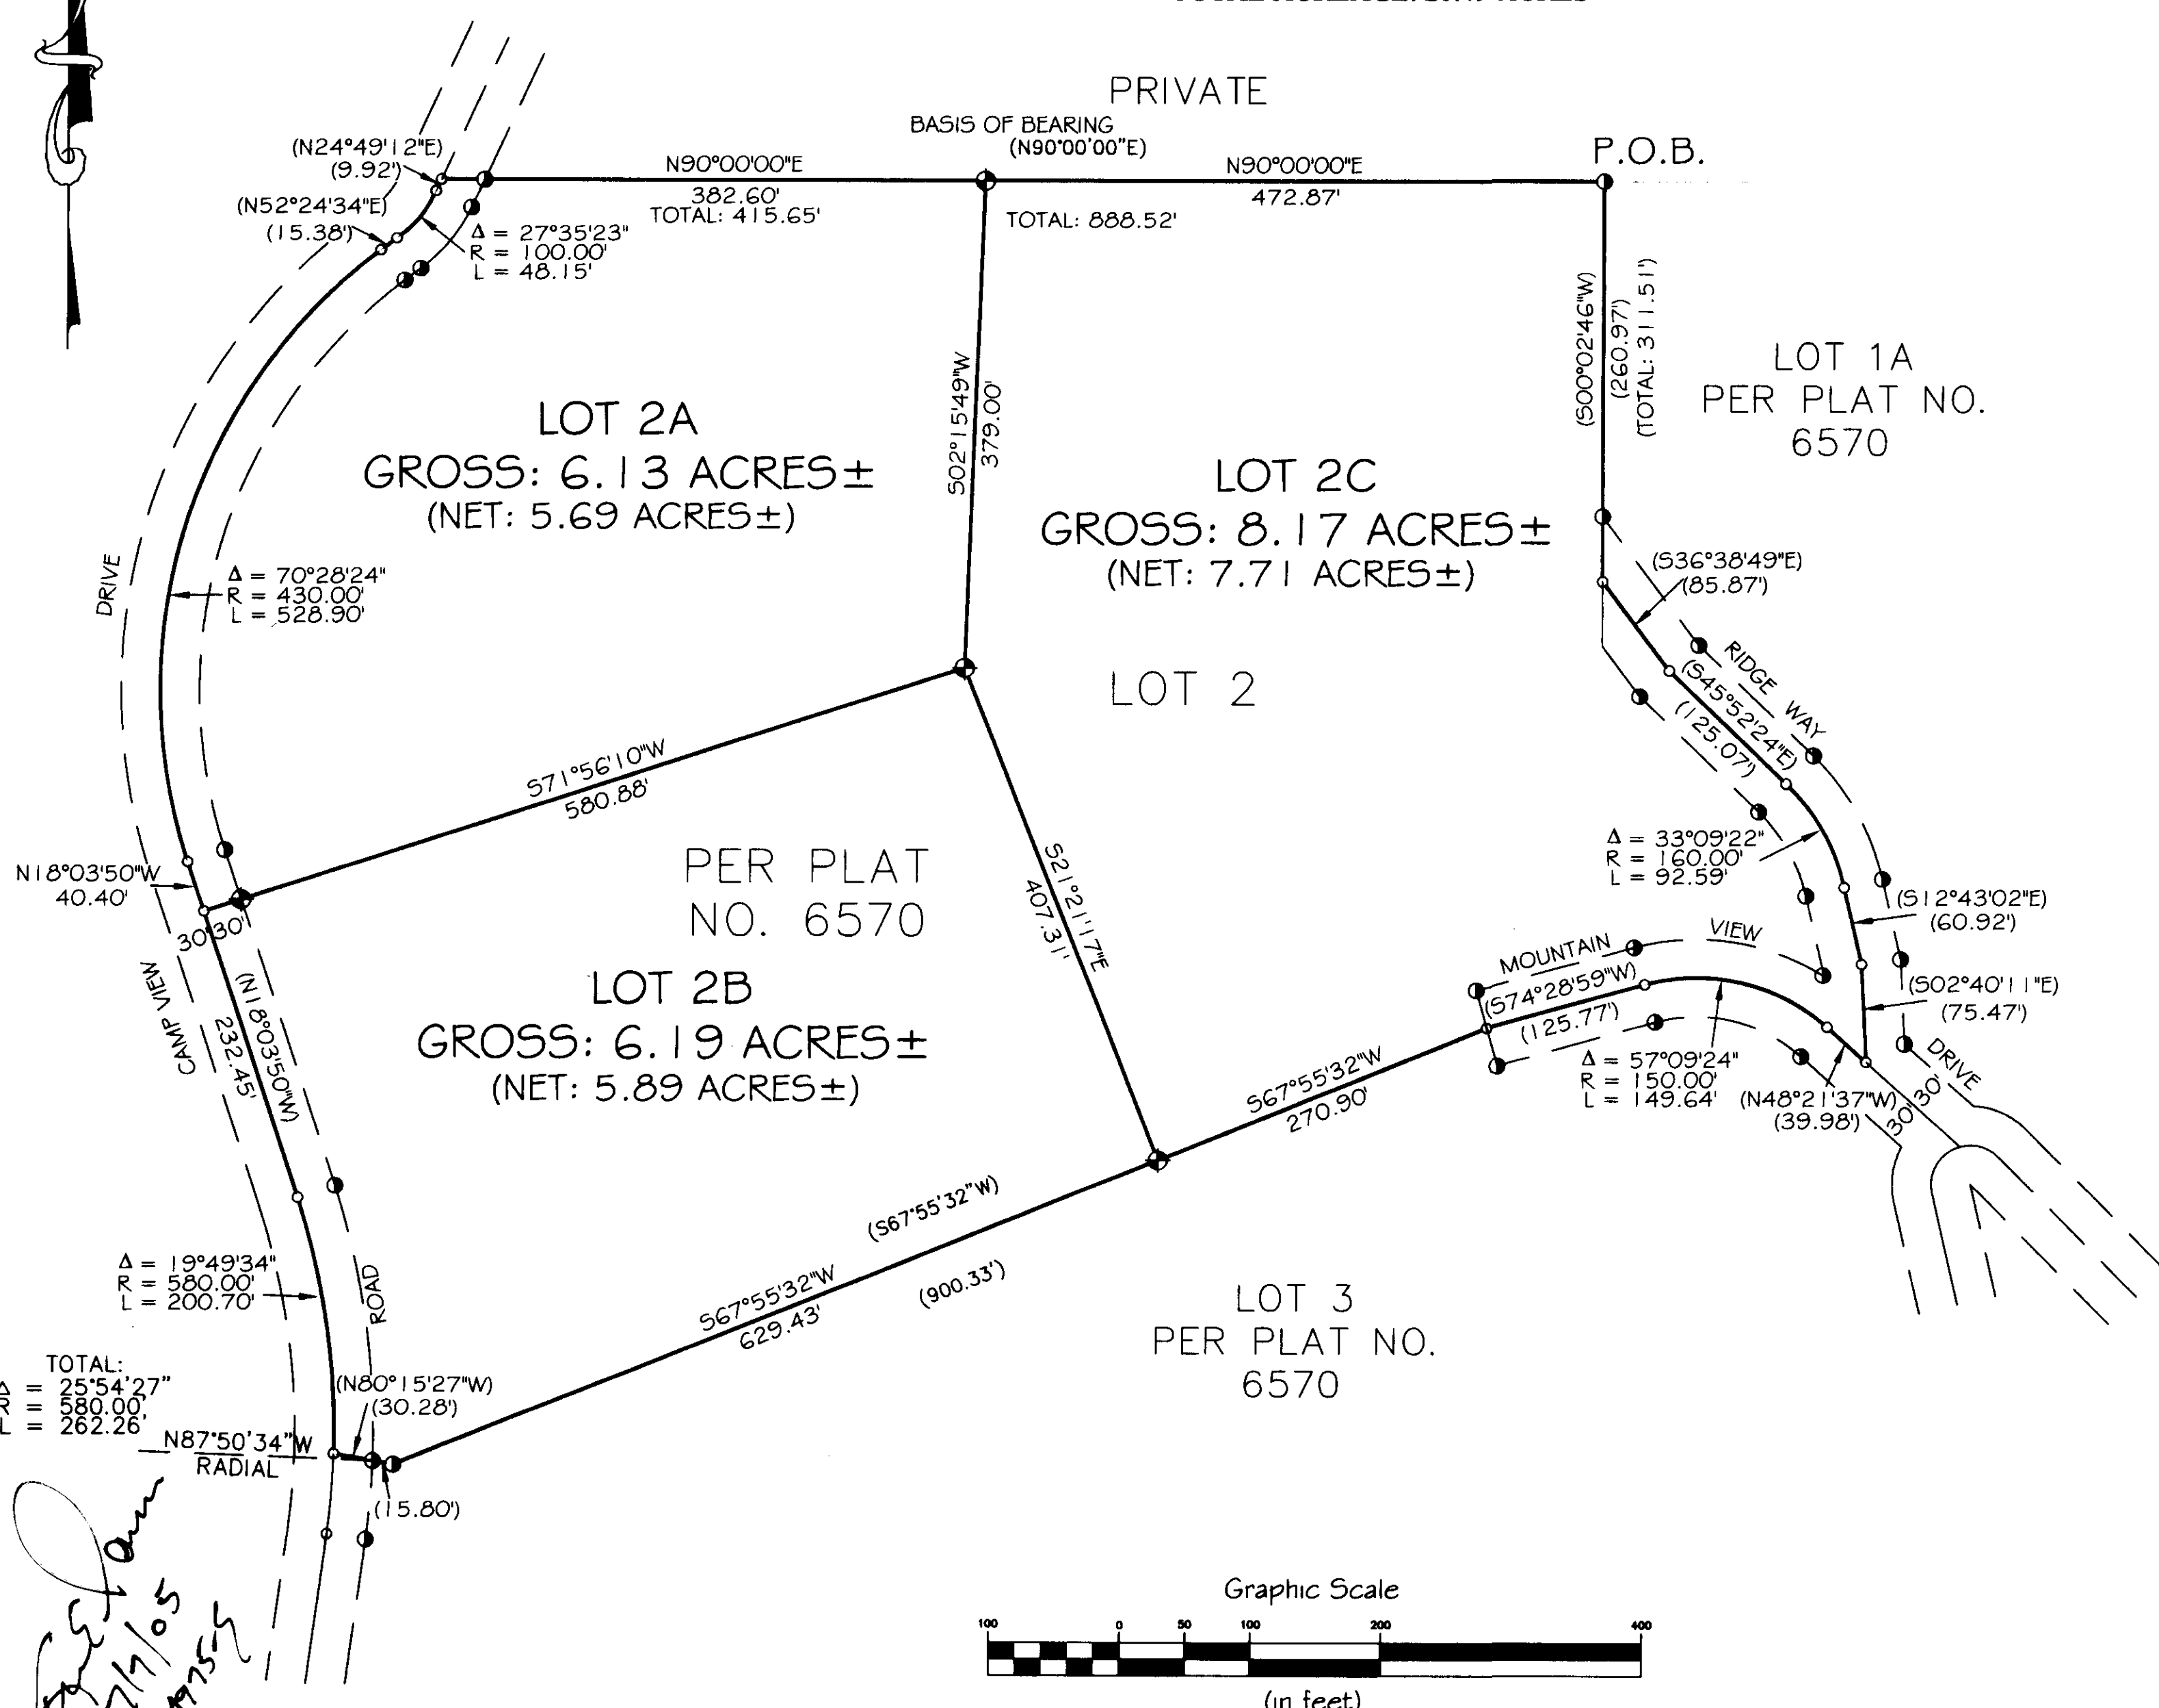 PRIVATE
BASIS OF BEARING
(N90°00'00"E)
P.O.B.
(N24°49'12"E)
(9.92')
N90°00'00"E
382.60'
TOTAL: 415.65'
N90°00'00"E
472.87'
TOTAL: 888.52'
(N52°24'34"E)
(15.38')
Δ = 27°35'23"
R = 100.00'
L = 48.15'
S02°15'49"W
379.00'
(S00°02'46"W)
(260.97')
(TOTAL: 311.51')
LOT 1A
PER PLAT NO.
6570
LOT 2A
GROSS: 6.13 ACRES±
(NET: 5.69 ACRES±)
LOT 2C
GROSS: 8.17 ACRES±
(NET: 7.71 ACRES±)
DRIVE
Δ = 70°28'24"
R = 430.00'
L = 528.90'
(S36°38'49"E)
(85.87')
LOT 2
RIDGE WAY
(S45°52'24"E)
(125.07')
S71°56'10"W
580.88'
PER PLAT
NO. 6570
S21°21'17"E
407.31'
Δ = 33°09'22"
R = 160.00'
L = 92.59'
N18°03'50"W
40.40'
30' 30'
(S12°43'02"E)
(60.92')
CAMP VIEW
(N18°03'50"W)
232.45'
MOUNTAIN VIEW
(S74°28'59"W)
(125.77')
(S02°40'11"E)
(75.47')
DRIVE
LOT 2B
GROSS: 6.19 ACRES±
(NET: 5.89 ACRES±)
S67°55'32"W
270.90'
Δ = 57°09'24"
R = 150.00'
L = 149.64'
(N48°21'37"W)
(39.98')
30' 30'
(S67°55'32"W)
(900.33')
S67°55'32"W
629.43'
Δ = 19°49'34"
R = 580.00'
L = 200.70'
ROAD
LOT 3
PER PLAT NO.
6570
TOTAL:
Δ = 25°54'27"
R = 580.00'
L = 262.26'
(N80°15'27"W)
(30.28')
N87°50'34"W
RADIAL
(15.80')
Graphic Scale
100 0 50 100 200 400
(in feet)